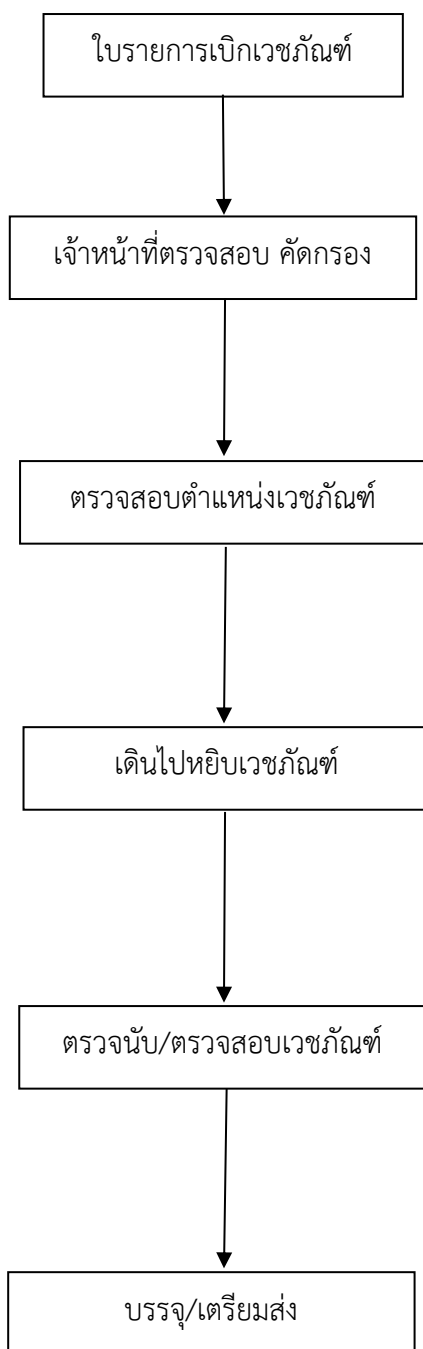 ใบรายการเบิกเวชภัณฑ์
เจ้าหน้าที่ตรวจสอบ คัดกรอง
ตรวจสอบตำแหน่งเวชภัณฑ์
เดินไปหยิบเวชภัณฑ์
ตรวจนับ/ตรวจสอบเวชภัณฑ์
บรรจุ/เตรียมส่ง